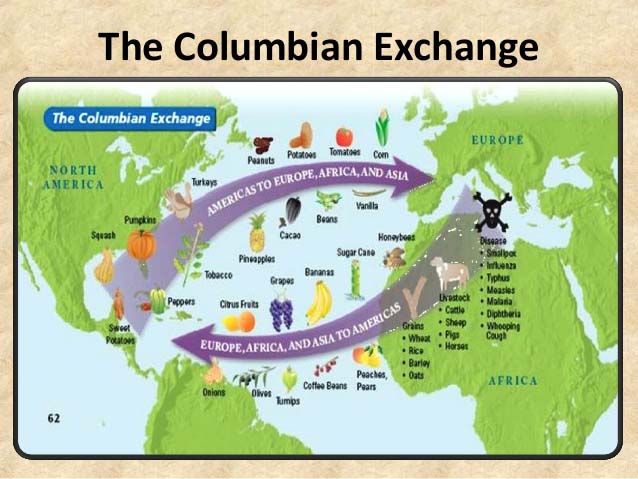 The Columbian Exchange
The Columbian Exchange
NORTH
AMERICA
EUROPE
Peanuts
Potatoes
Tomatoes
Corn
Turkeys
AMERICAS TO EUROPE, AFRICA, AND ASIA
Pumpkins
Squash
Vanilla
Beans
Cacao
Pineapples
Tobacco
Peppers
Sweet
Potatoes
Honeybees
Sugar Cane
Bananas
Grapes
Citrus Fruits
EUROPE, AFRICA, AND ASIA TO AMERICAS
Disease
• Smallpox
• Influenza
• Typhus
• Measles
• Malaria
• Diphtheria
• Whooping
Cough
Livestock
• Cattle
• Sheep
• Pigs
• Horses
Grains
• Wheat
• Rice
• Barley
• Oats
Peaches,
Pears
Coffee Beans
Turnips
Olives
Onions
AFRICA
62